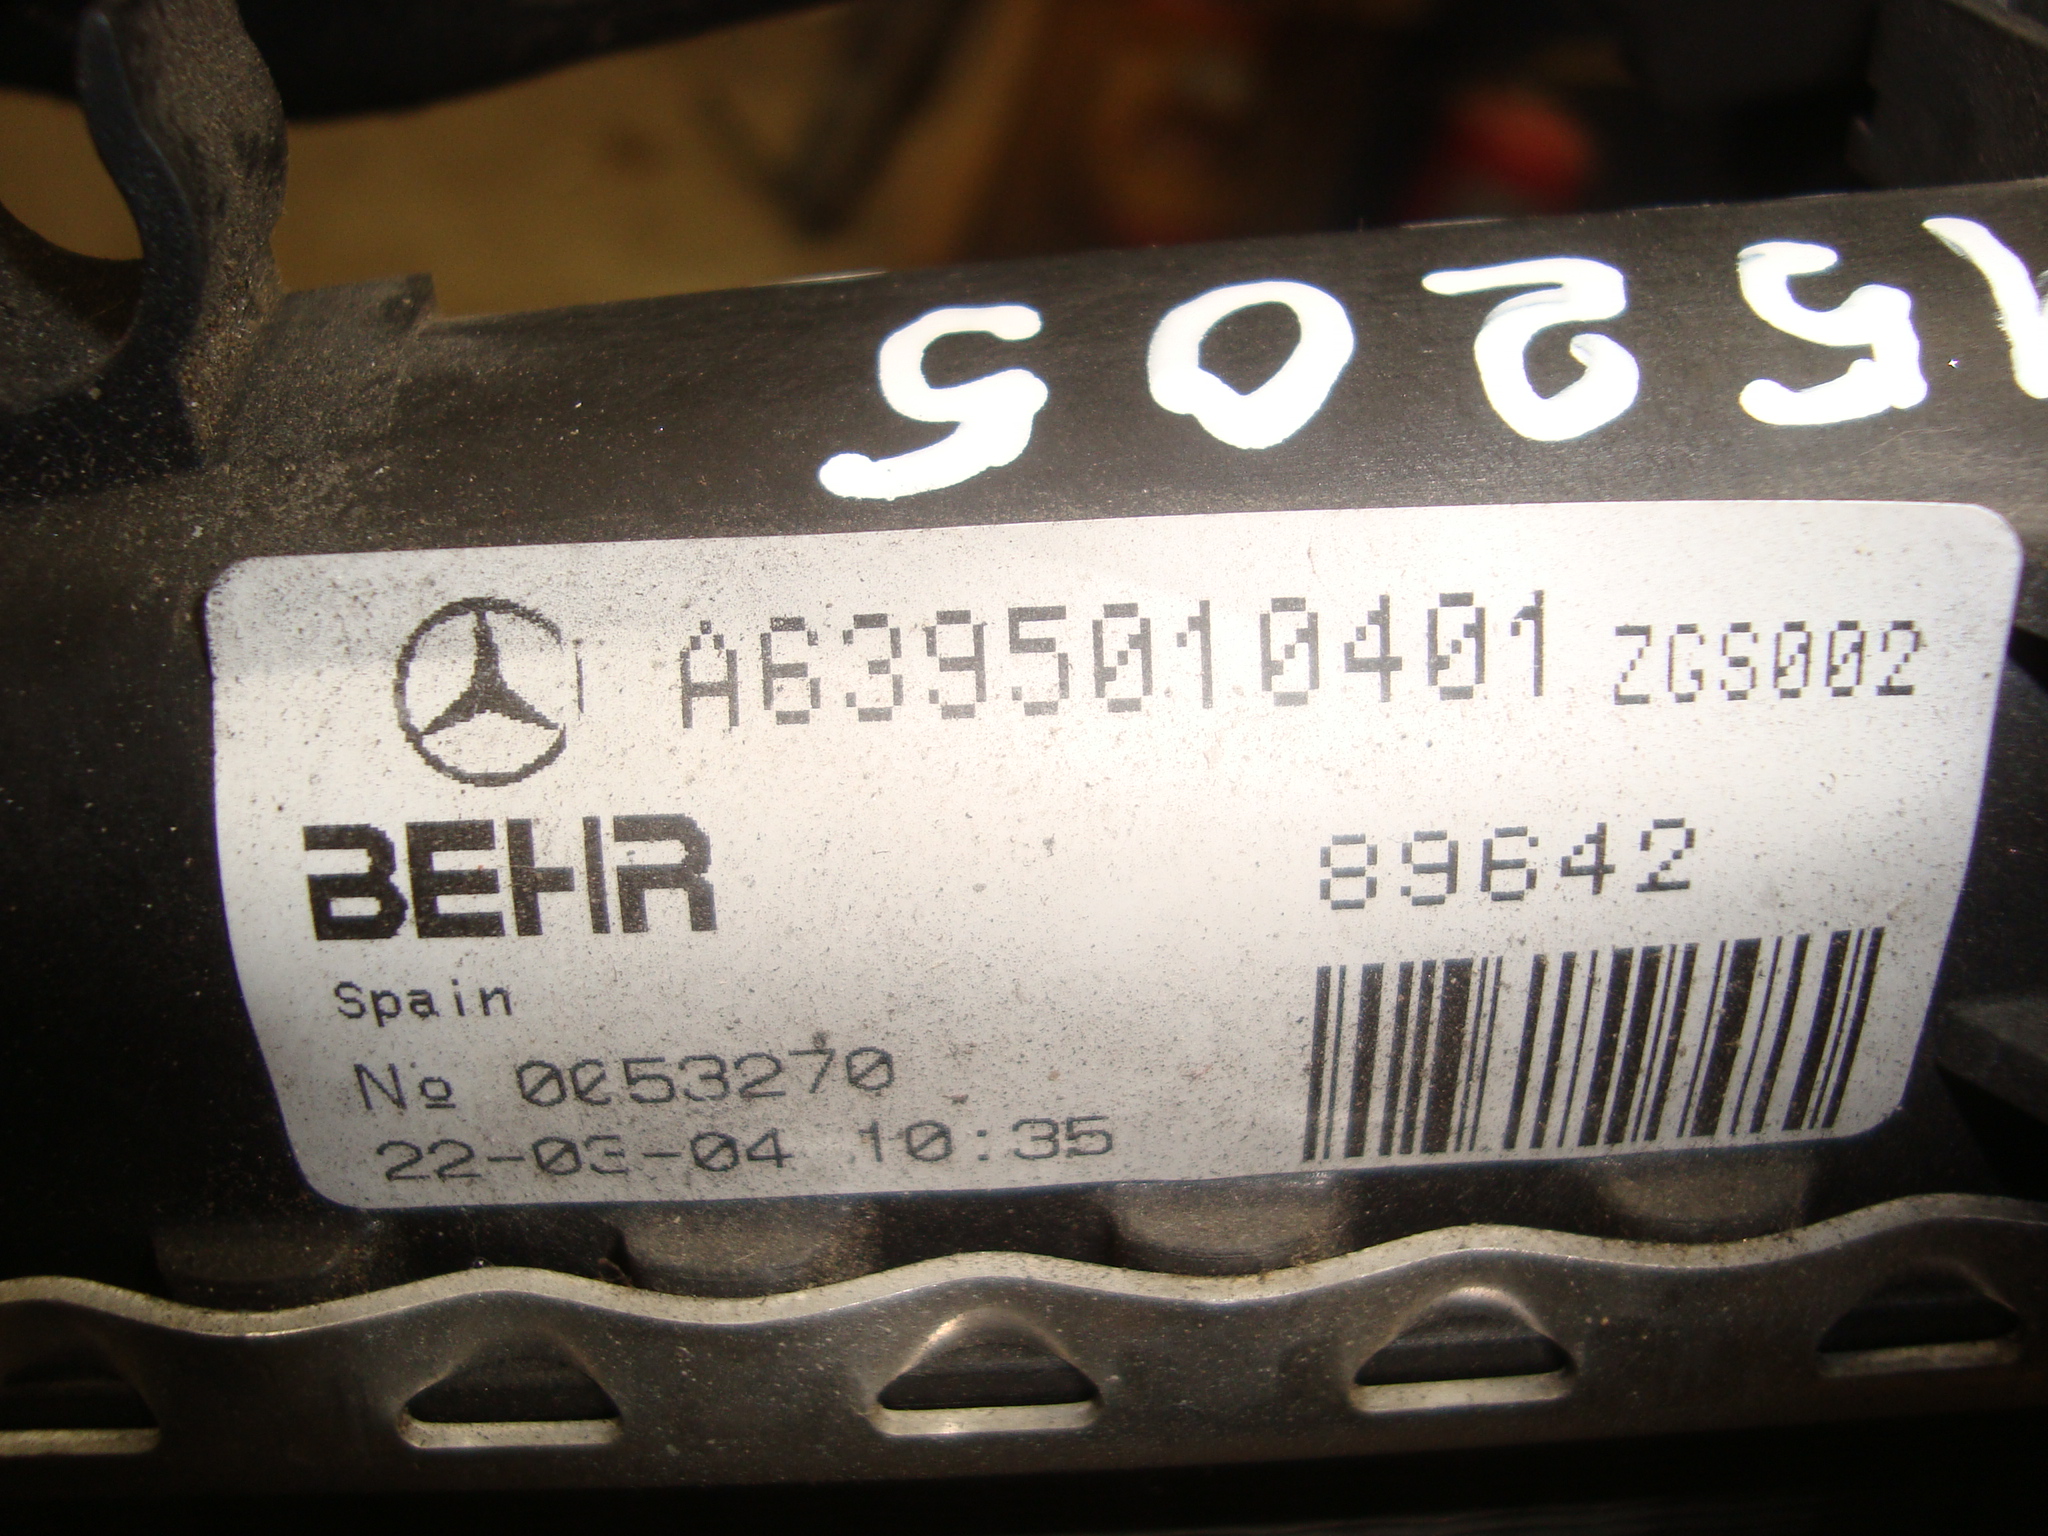 15205
A6395010401 ZGS002
BEHR
89642
Spain
No 0053270
22-03-04 10:35